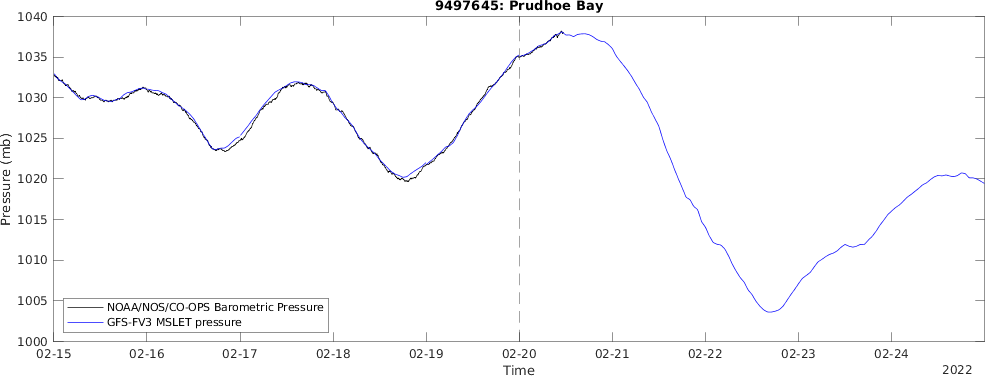 9497645: Prudhoe Bay
Pressure (mb)
1040
1035
1030
1025
1020
1015
1010
1005
1000
NOAA/NOS/CO-OPS Barometric Pressure
GFS-FV3 MSLET pressure
02-15 02-16 02-17 02-18 02-19 02-20 02-21 02-22 02-23 02-24
Time
2022